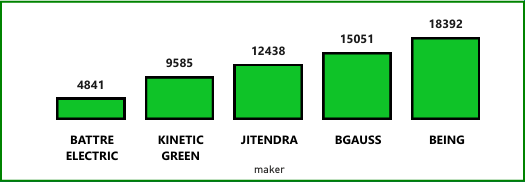 18392
15051
12438
9585
4841
BATTRE ELECTRIC
KINETIC GREEN
JITENDRA
BGAUSS
BEING
maker